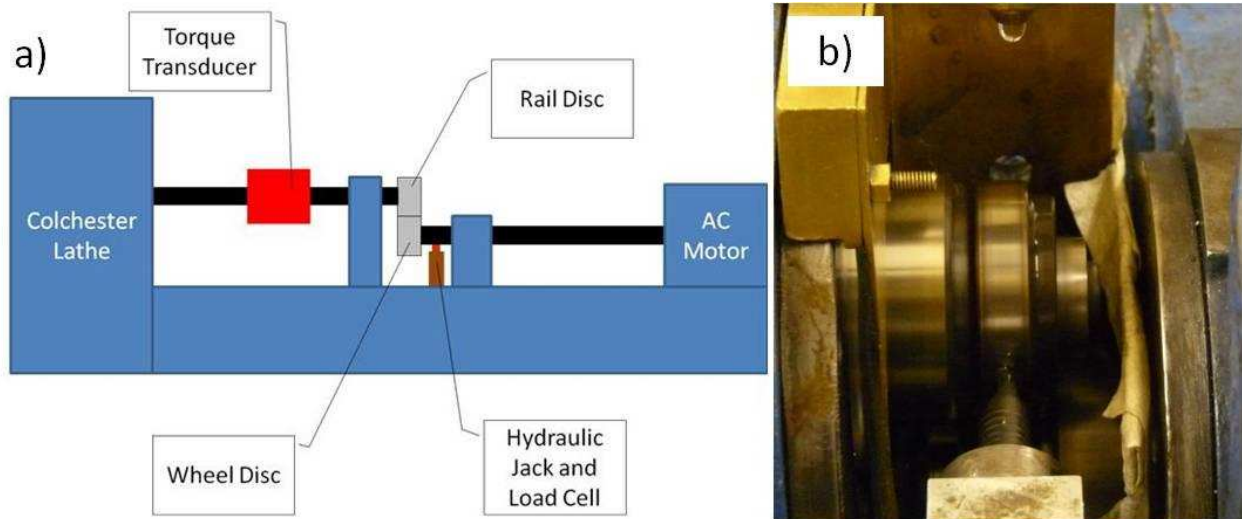 a)
Torque
Transducer
Rail Disc
Colchester
Lathe
AC
Motor
Wheel Disc
Hydraulic
Jack and
Load Cell
b)